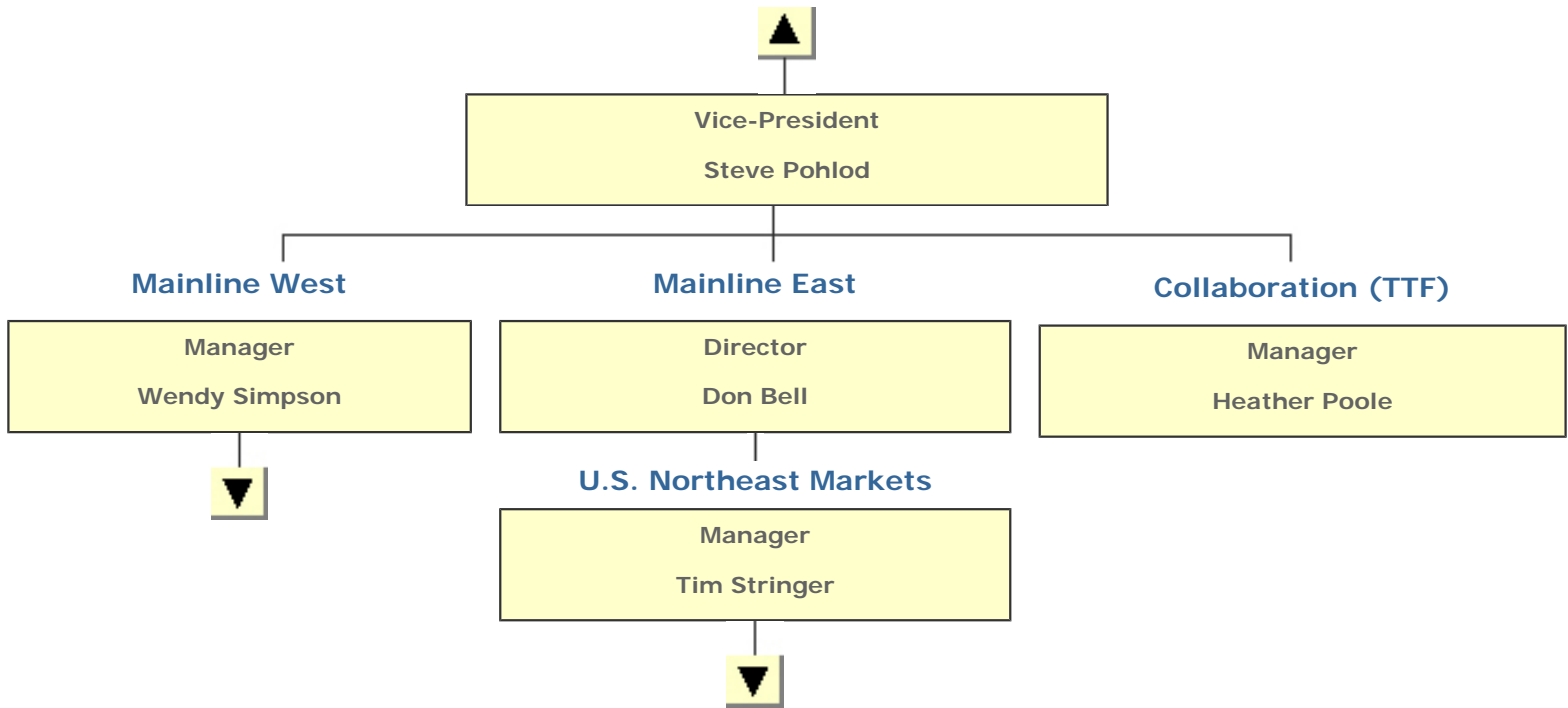 Vice-President
Steve Pohlod
Mainline West
Manager
Wendy Simpson
Mainline East
Director
Don Bell
Collaboration (TTF)
Manager
Heather Poole
U.S. Northeast Markets
Manager
Tim Stringer